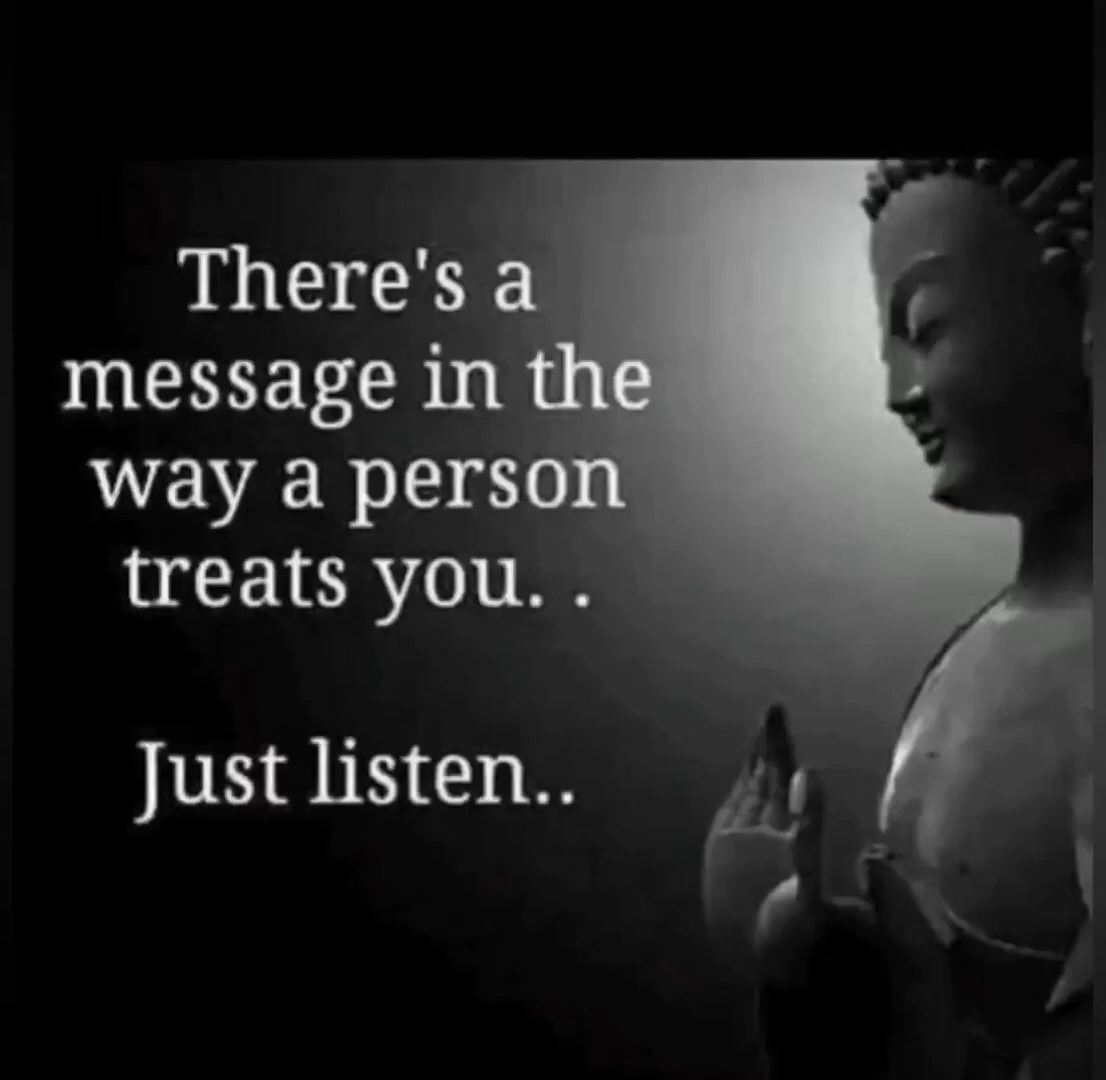 There's a
message in the
way a person
treats you. .
Just listen..